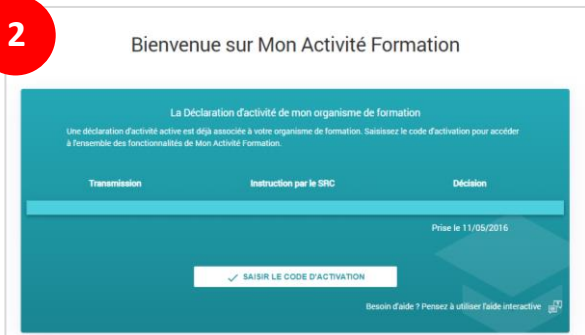 2
Bienvenue sur Mon Activité Formation
La Déclaration d'activité de mon organisme de formation
Une déclaration d'activité active est déjà associée à votre organisme de formation. Saisissez le code d'activation pour accéder
à l'ensemble des fonctionnalités de Mon Activité Formation.
Transmission Instruction par le SRC Décision
Prise le 11/05/2016
SAISIR LE CODE D'ACTIVATION
Besoin d'aide ? Pensez à utiliser l'aide interactive